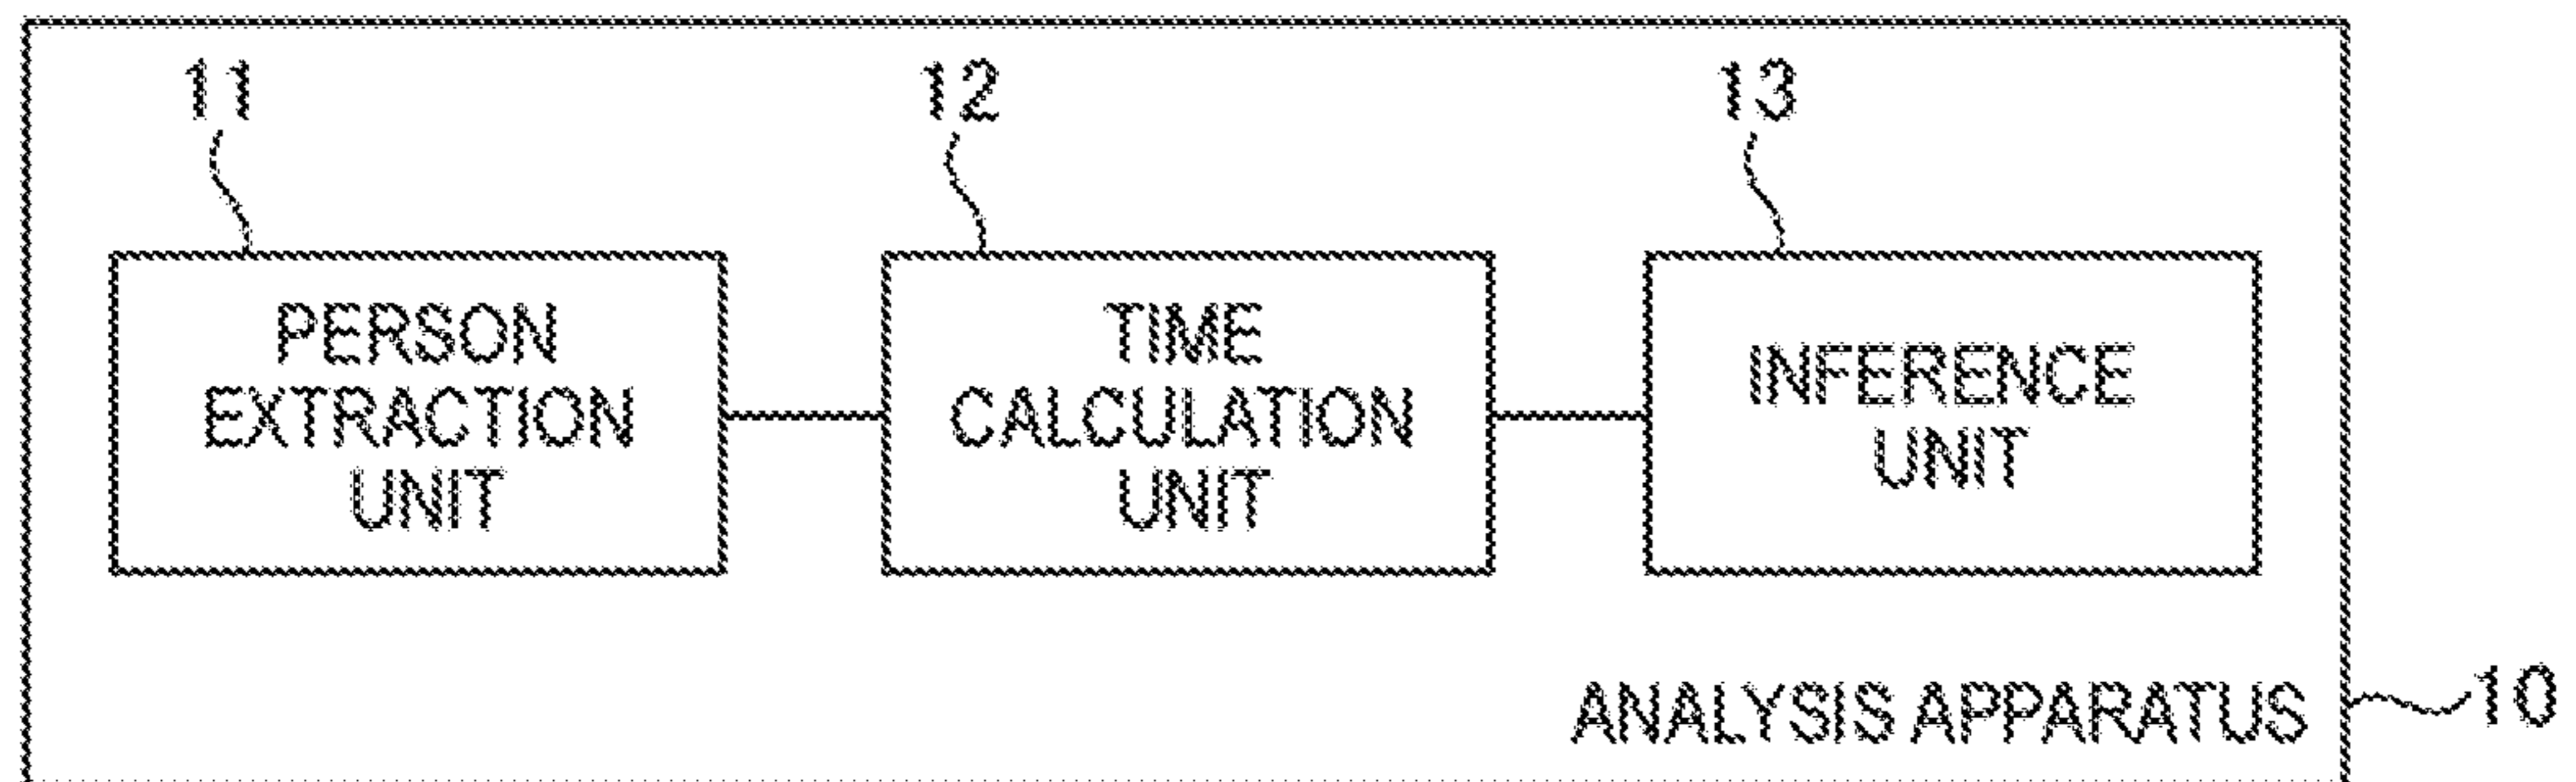 11
12
13
PERSON
EXTRACTION
UNIT
TIME
CALCULATION
UNIT
INFERENCE
UNIT
ANALYSIS APPARATUS
10